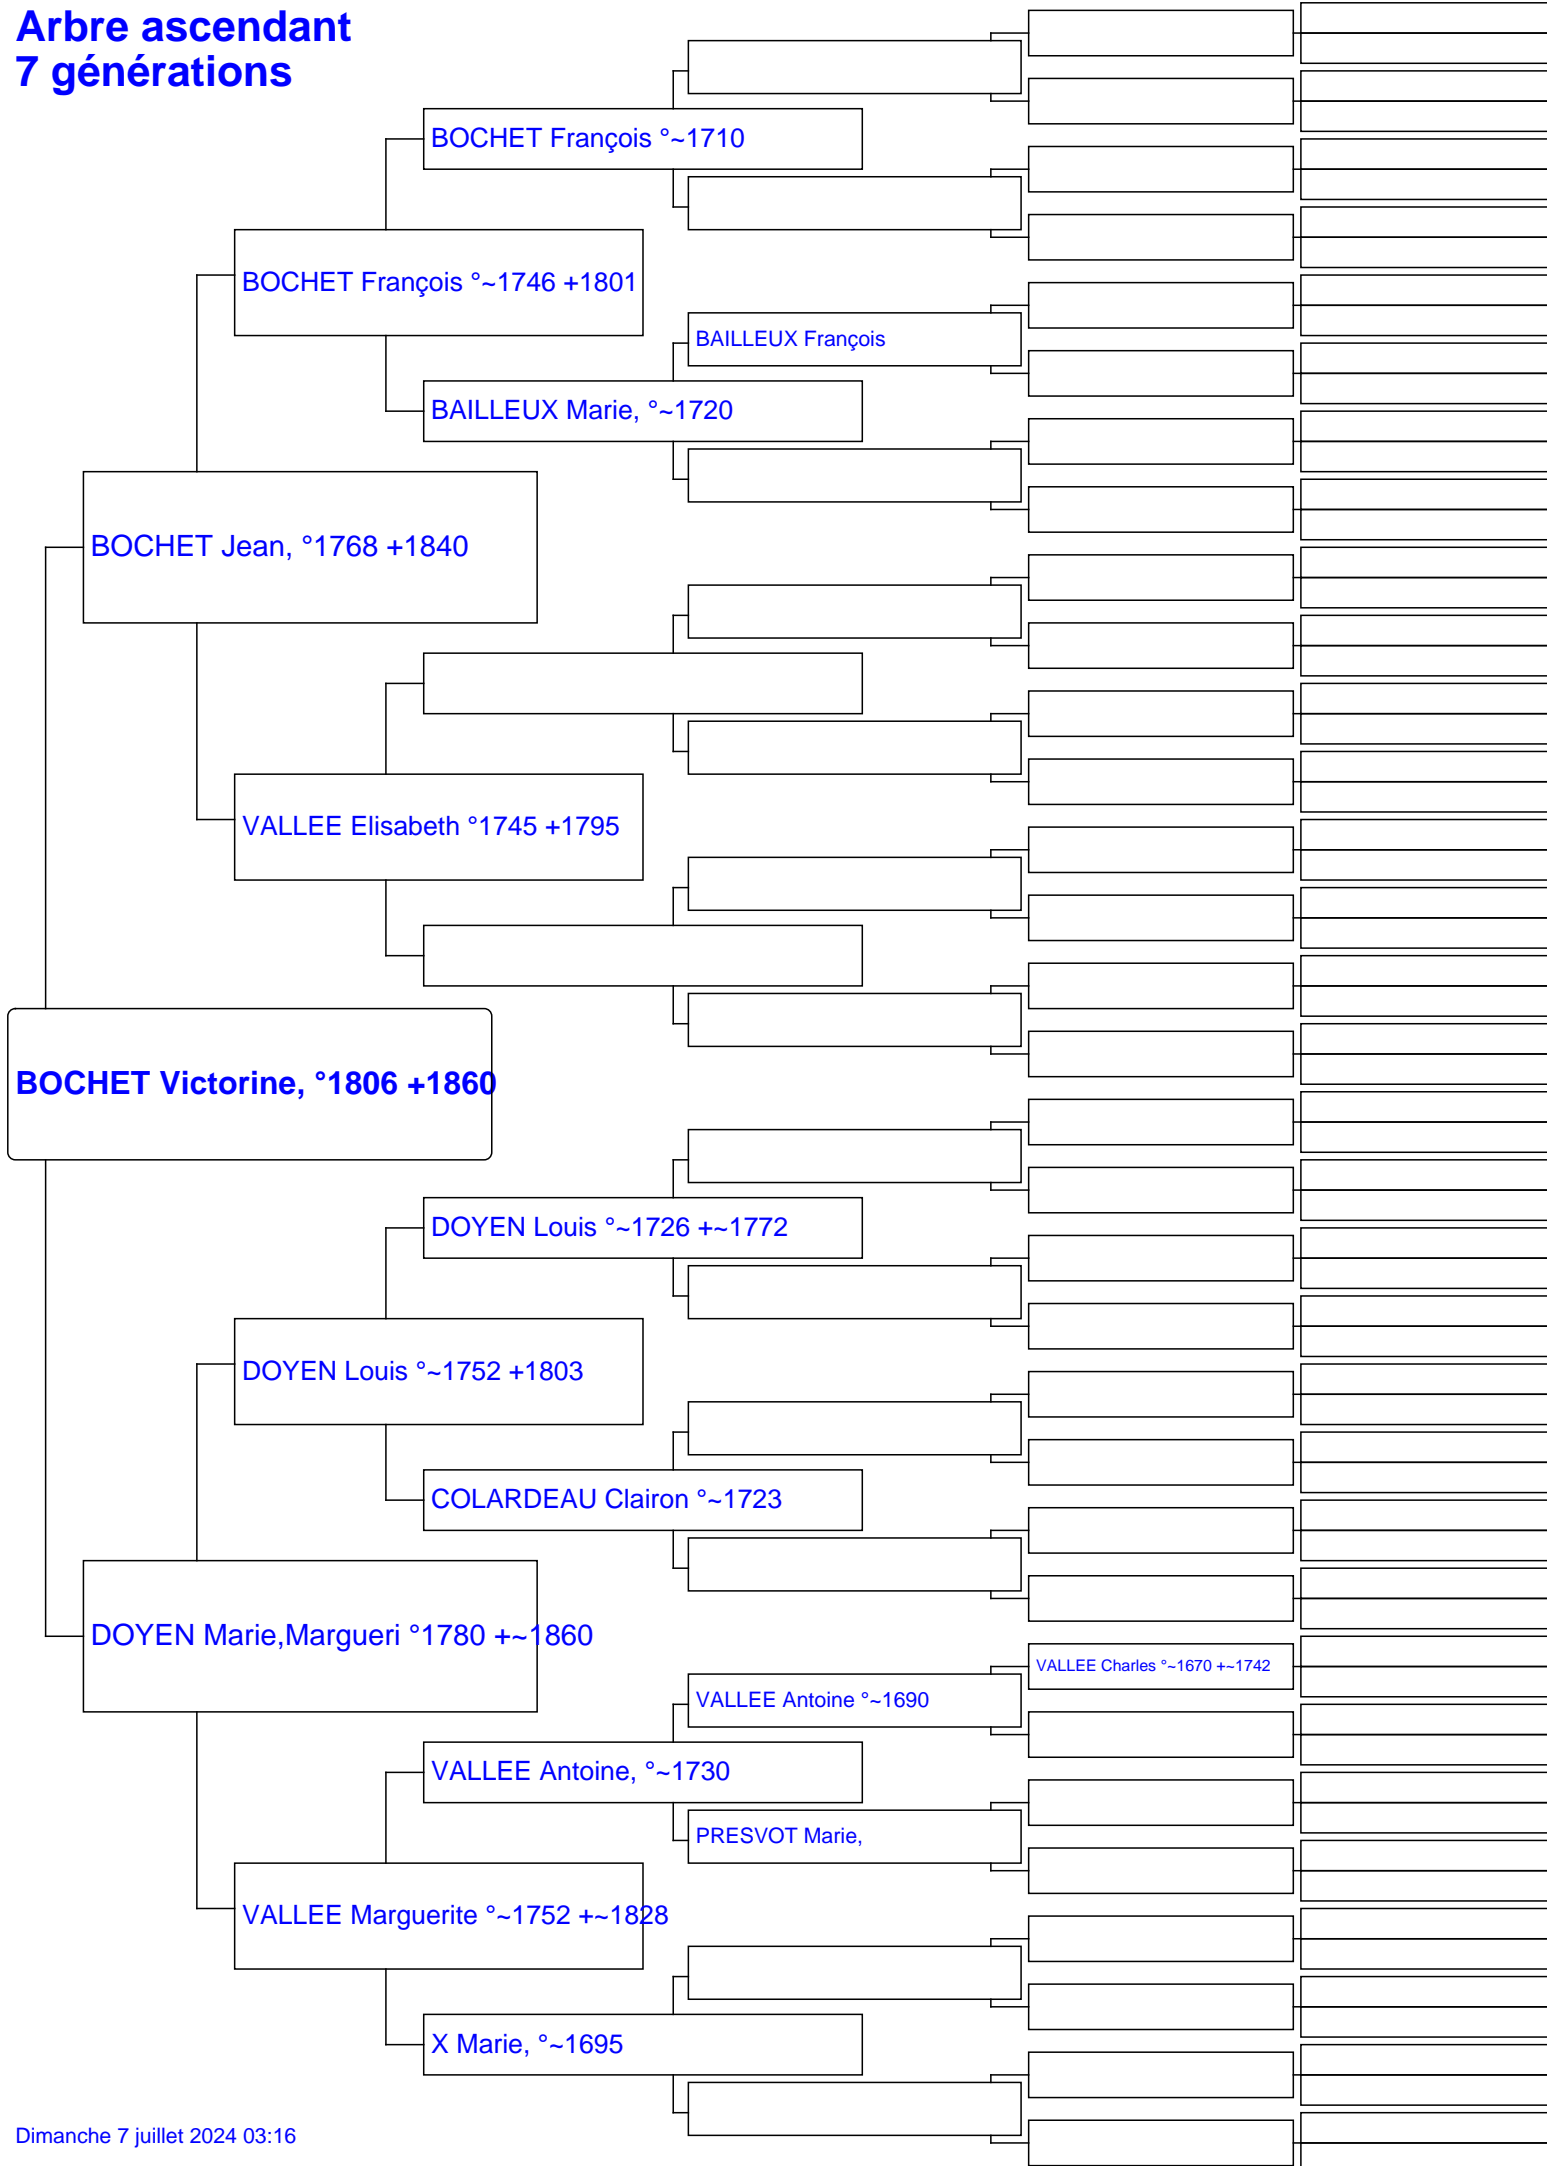 Arbre ascendant
7 générations
BOCHET François °~1710
BOCHET François °~1746 +1801
BAILLEUX François
BAILLEUX Marie, °~1720
BOCHET Jean, °1768 +1840
VALLEE Elisabeth °1745 +1795
BOCHET Victorine, °1806 +1860
DOYEN Louis °~1726 +~1772
DOYEN Louis °~1752 +1803
COLARDEAU Clairon °~1723
DOYEN Marie,Margueri °1780 +~1860
VALLEE Charles °~1670 +~1742
VALLEE Antoine °~1690
VALLEE Antoine, °~1730
PRESVOT Marie,
VALLEE Marguerite °~1752 +~1828
X Marie, °~1695
Dimanche 7 juillet 2024 03:16